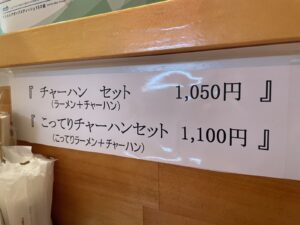 『 チャーハン セット 1,050円 』
(ラーメン+チャーハン)
『 こってりチャーハンセット 1,100円 』
(こってりラーメン+チャーハン)